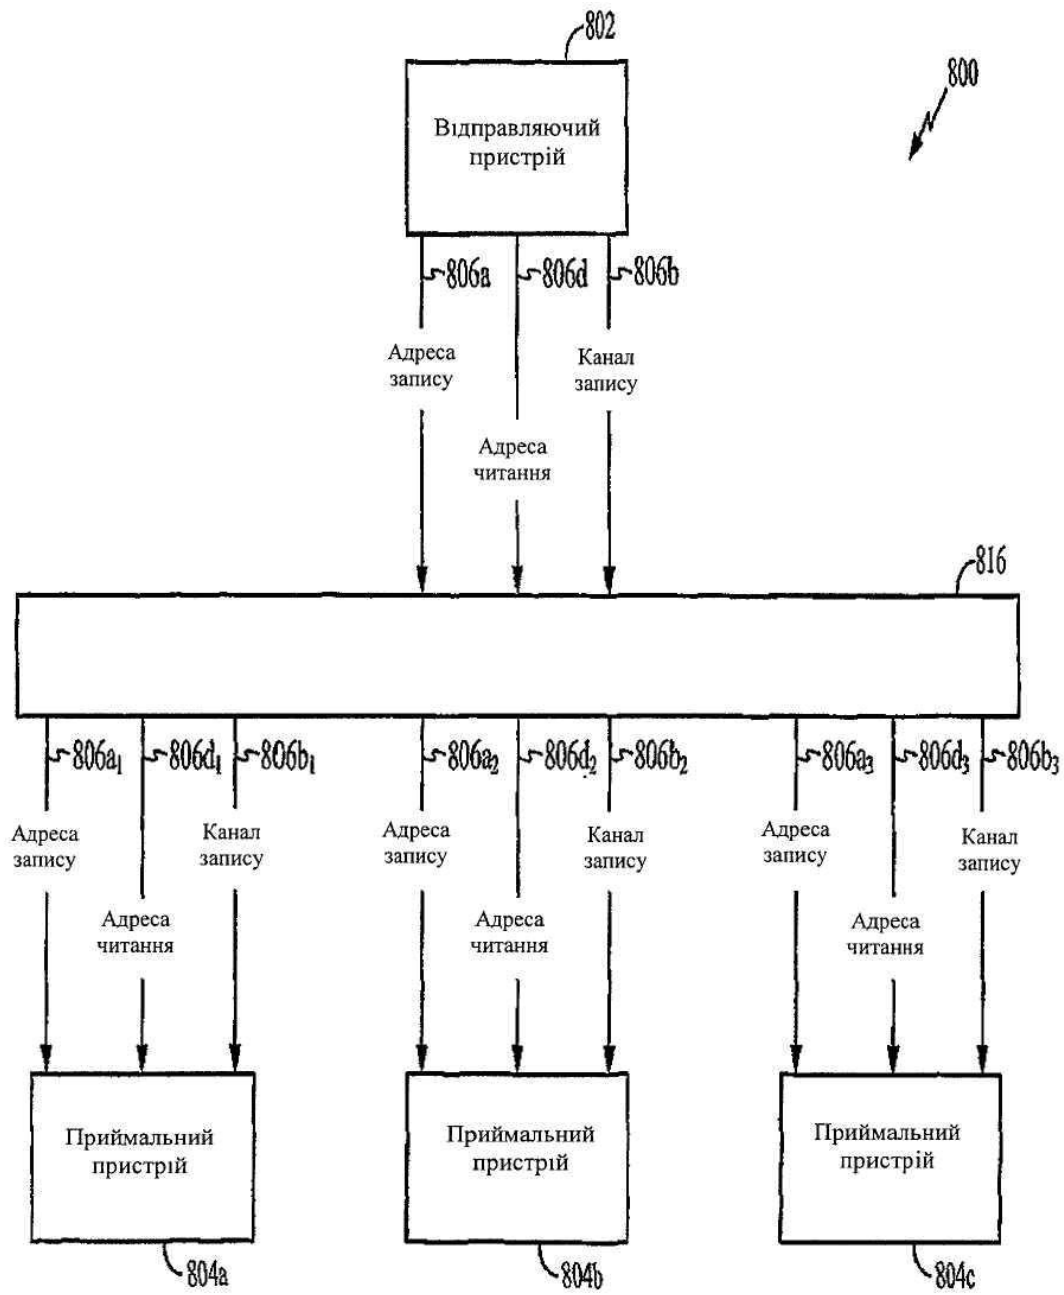 802
800
Відправляючий
пристрій
806a
806d
806b
Адреса
запису
Канал
запису
Адреса
читання
816
806a₁
806d₁
806b₁
806a₂
806d₂
806b₂
806a₃
806d₃
806b₃
Адреса
запису
Канал
запису
Адреса
запису
Канал
запису
Адреса
запису
Канал
запису
Адреса
читання
Адреса
читання
Адреса
читання
Приймальний
пристрій
Приймальний
пристрій
Приймальний
пристрій
804a
804b
804c